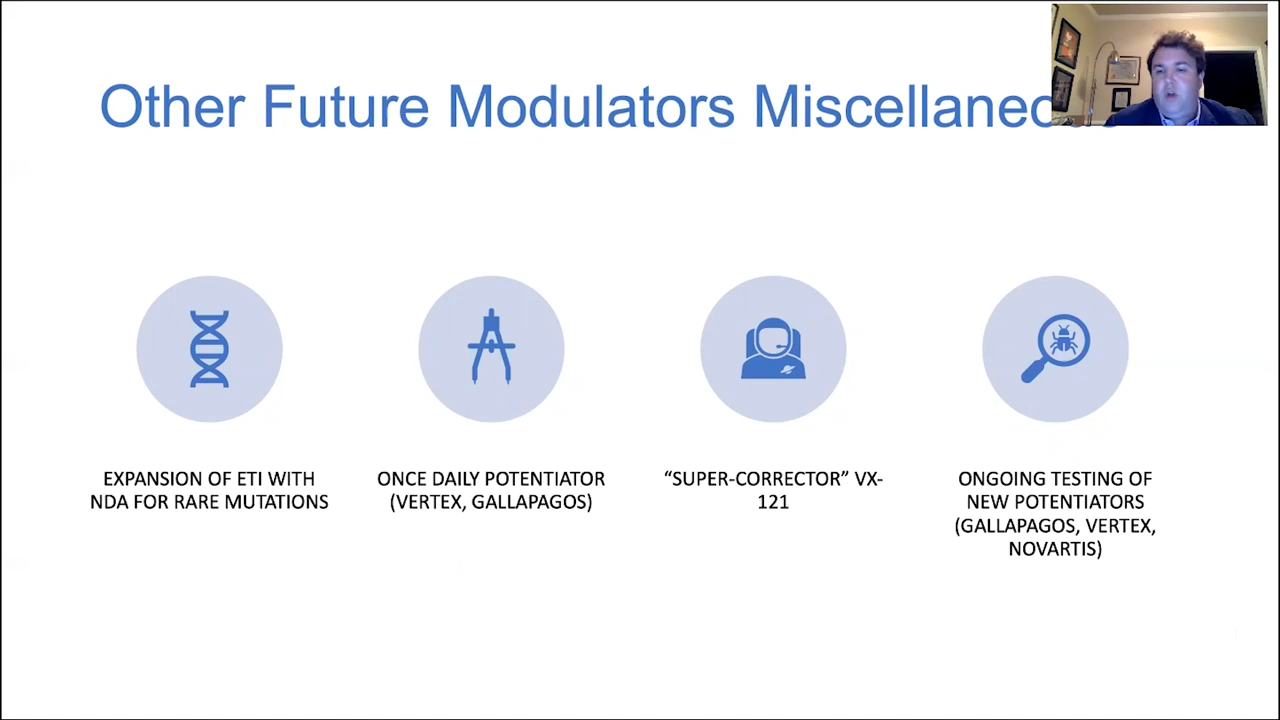 Other Future Modulators
EXPANSION OF ETI WITH
NDA FOR RARE MUTATIONS
ONCE DAILY POTENTIATOR
(VERTEX, GALLAPAGOS)
“SUPER-CORRECTOR” VX-
121
ONGOING TESTING OF
NEW POTENTIATORS
(GALLAPAGOS, VERTEX,
NOVARTIS)